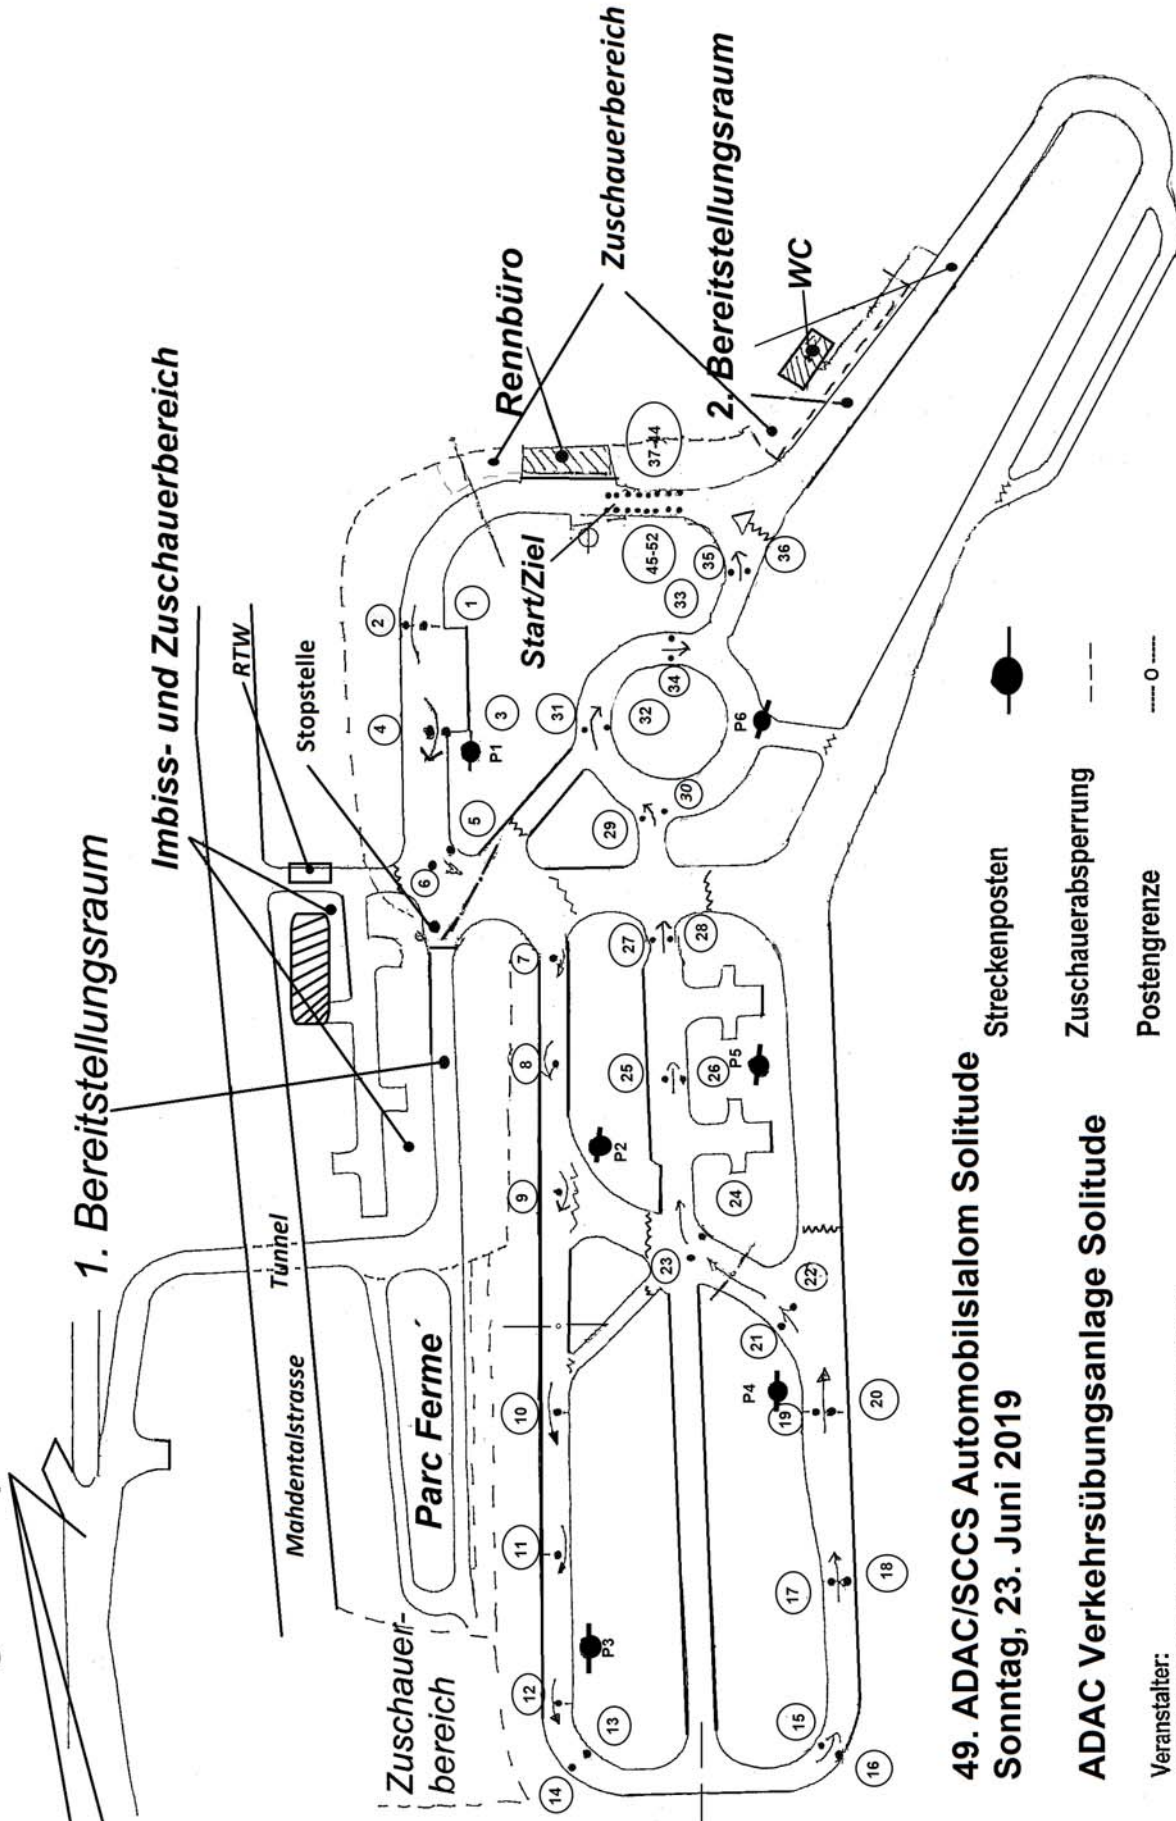 1. Bereitstellungsraum
Imbiss- und Zuschauerbereich
RTW
Stopstelle
Tunnel
Mahdentalstrasse
Parc Fermé
Zuschauer-
bereich
Rennbüro
Zuschauerbereich
Start/Ziel
2. Bereitstellungsraum
WC
1
2
3
4
5
6
7
8
9
10
11
12
13
14
15
16
17
18
19
20
21
22
23
24
25
26
27
28
29
30
31
32
33
34
35
36
37-44
45-52
P1
P2
P3
P4
P5
P6
49. ADAC/SCCS Automobilslalom Solitude
Sonntag, 23. Juni 2019
ADAC Verkehrsübungsanlage Solitude
Veranstalter:
Streckenposten
Zuschauerabsperrung
Postengrenze